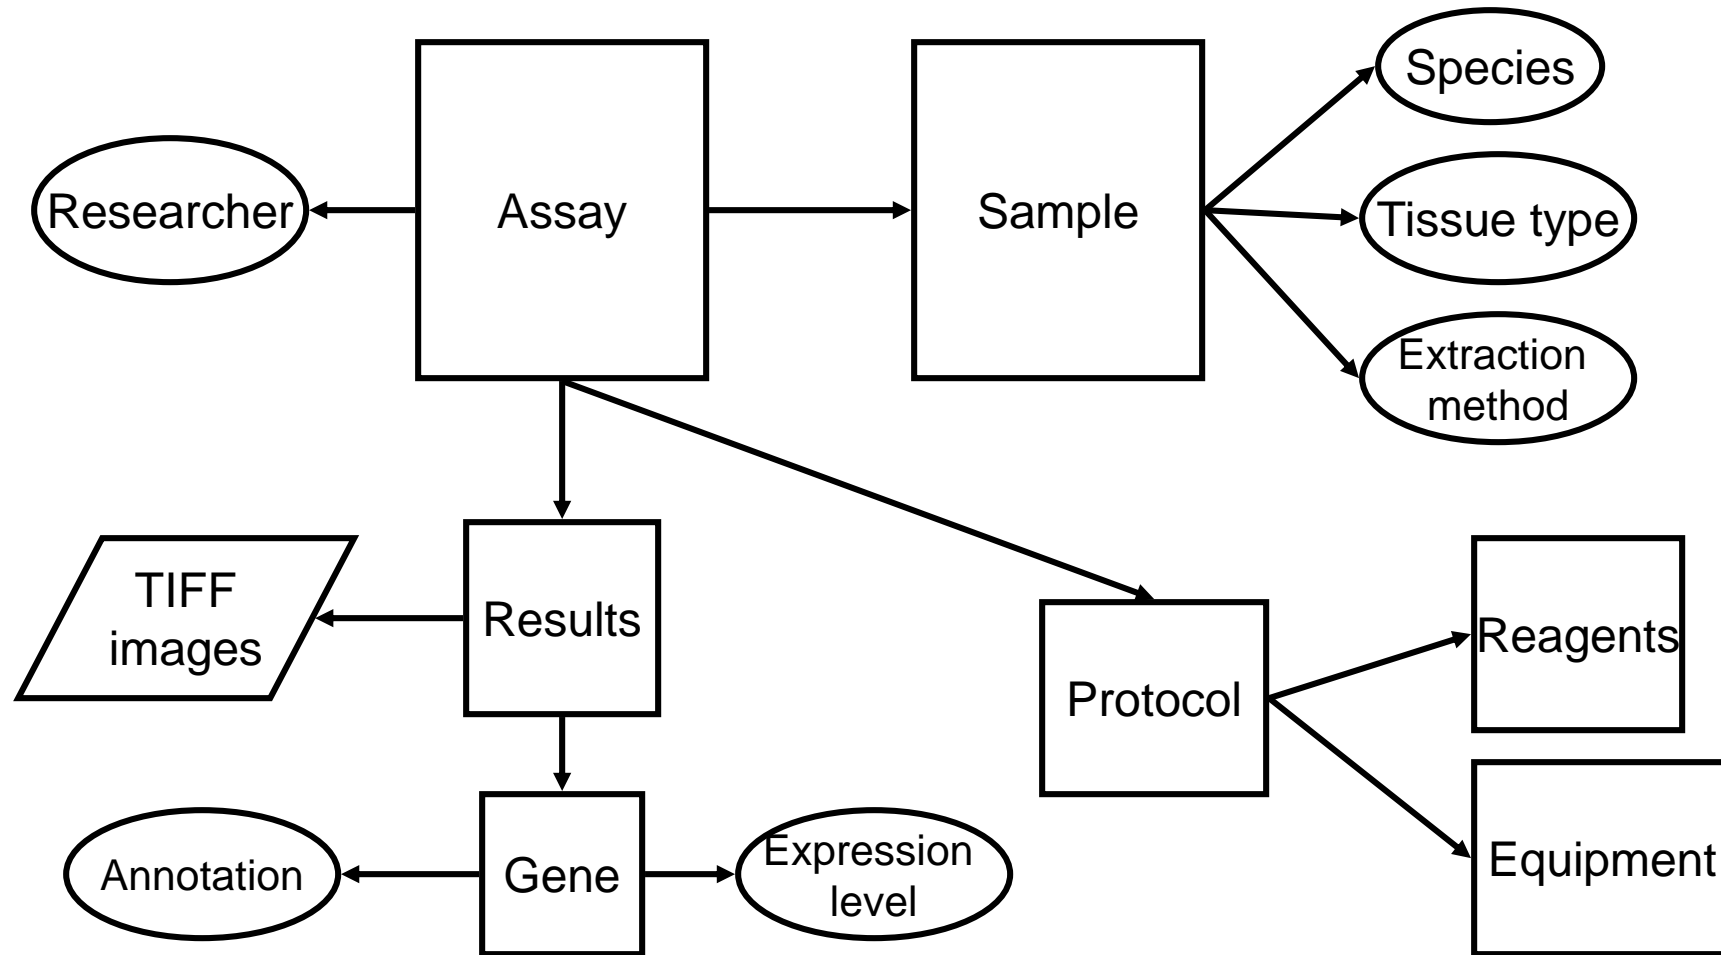 Species
Researcher
Assay
Sample
Tissue type
Extraction
method
TIFF
images
Results
Reagents
Protocol
Annotation
Gene
Expression
level
Equipment